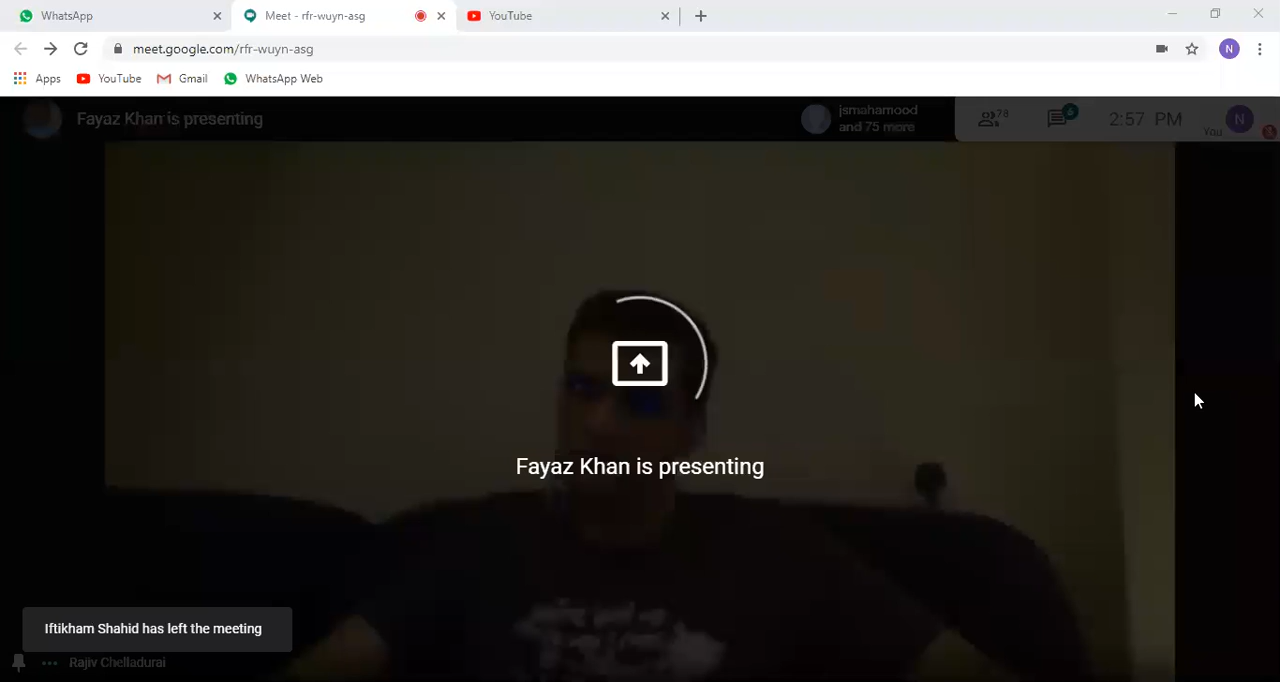 WhatsApp
Meet - rfr-wuyn-asg
YouTube
meet.google.com/rfr-wuyn-asg
N
Apps
YouTube
Gmail
WhatsApp Web
Fayaz Khan is presenting
jsmahamood
and 75 more
78
2:57 PM
You
N
Fayaz Khan is presenting
Iftikham Shahid has left the meeting
Rajiv Chelladurai